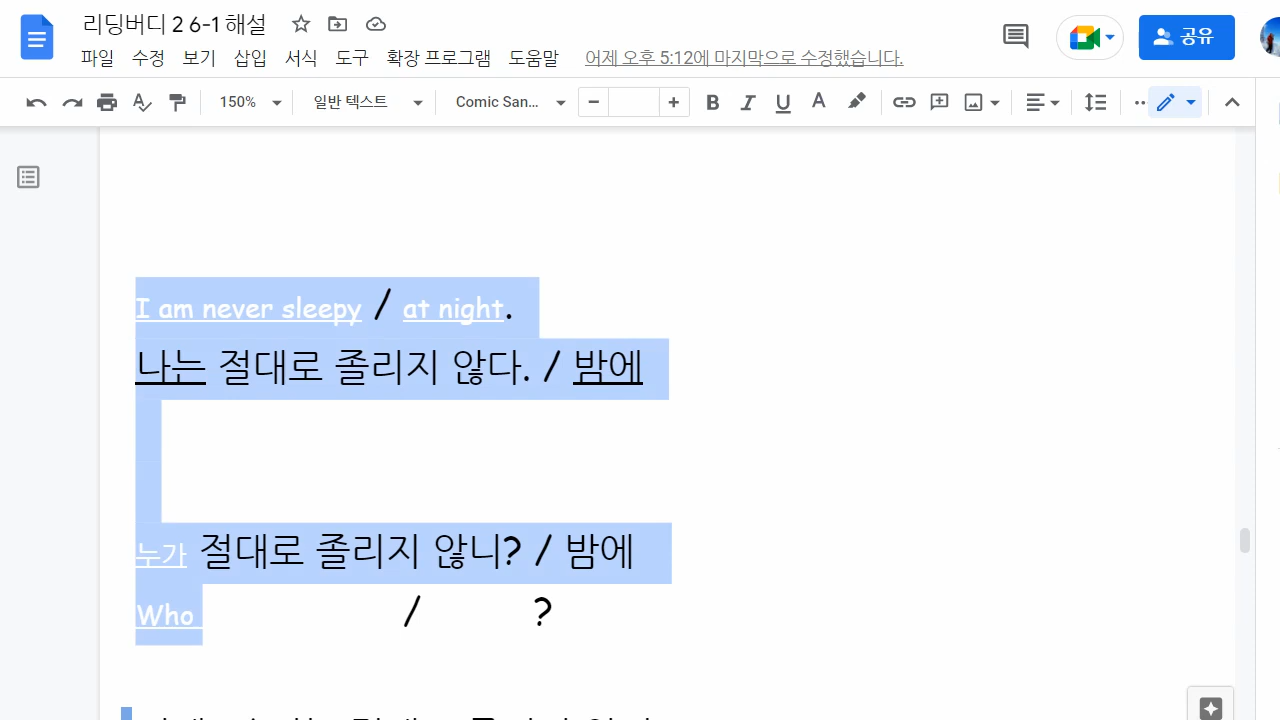 리딩버디 2 6-1 해설
파일 수정 보기 삽입 서식 도구 확장 프로그램 도움말 어제 오후 5:12에 마지막으로 수정했습니다.
공유
150% 일반 텍스트 Comic San... − + B I U A
I am never sleepy / at night.
나는 절대로 졸리지 않다. / 밤에
누가 절대로 졸리지 않니? / 밤에
Who / ?